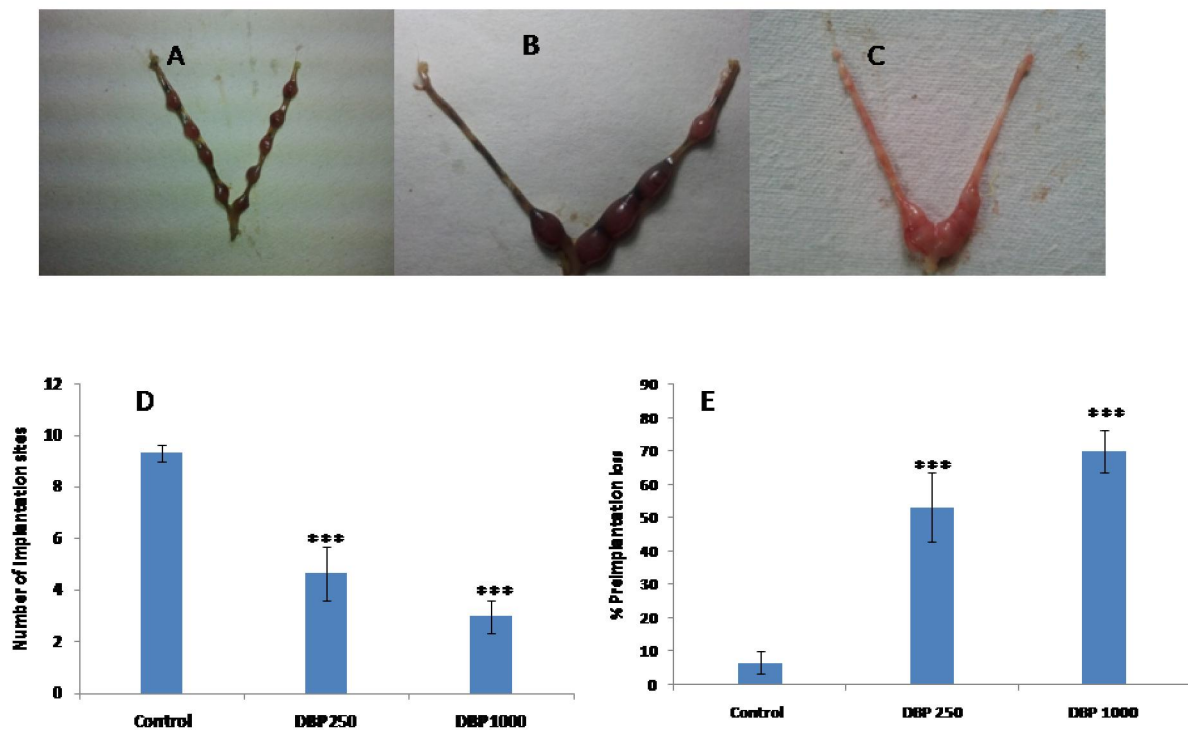 A
B
C
D
Number of Implantation sites
12
10
8
6
4
2
0
***
***
Control
DBP 250
DBP 1000
E
% Preimplantation loss
90
80
70
60
50
40
30
20
10
0
***
***
Control
DBP 250
DBP 1000